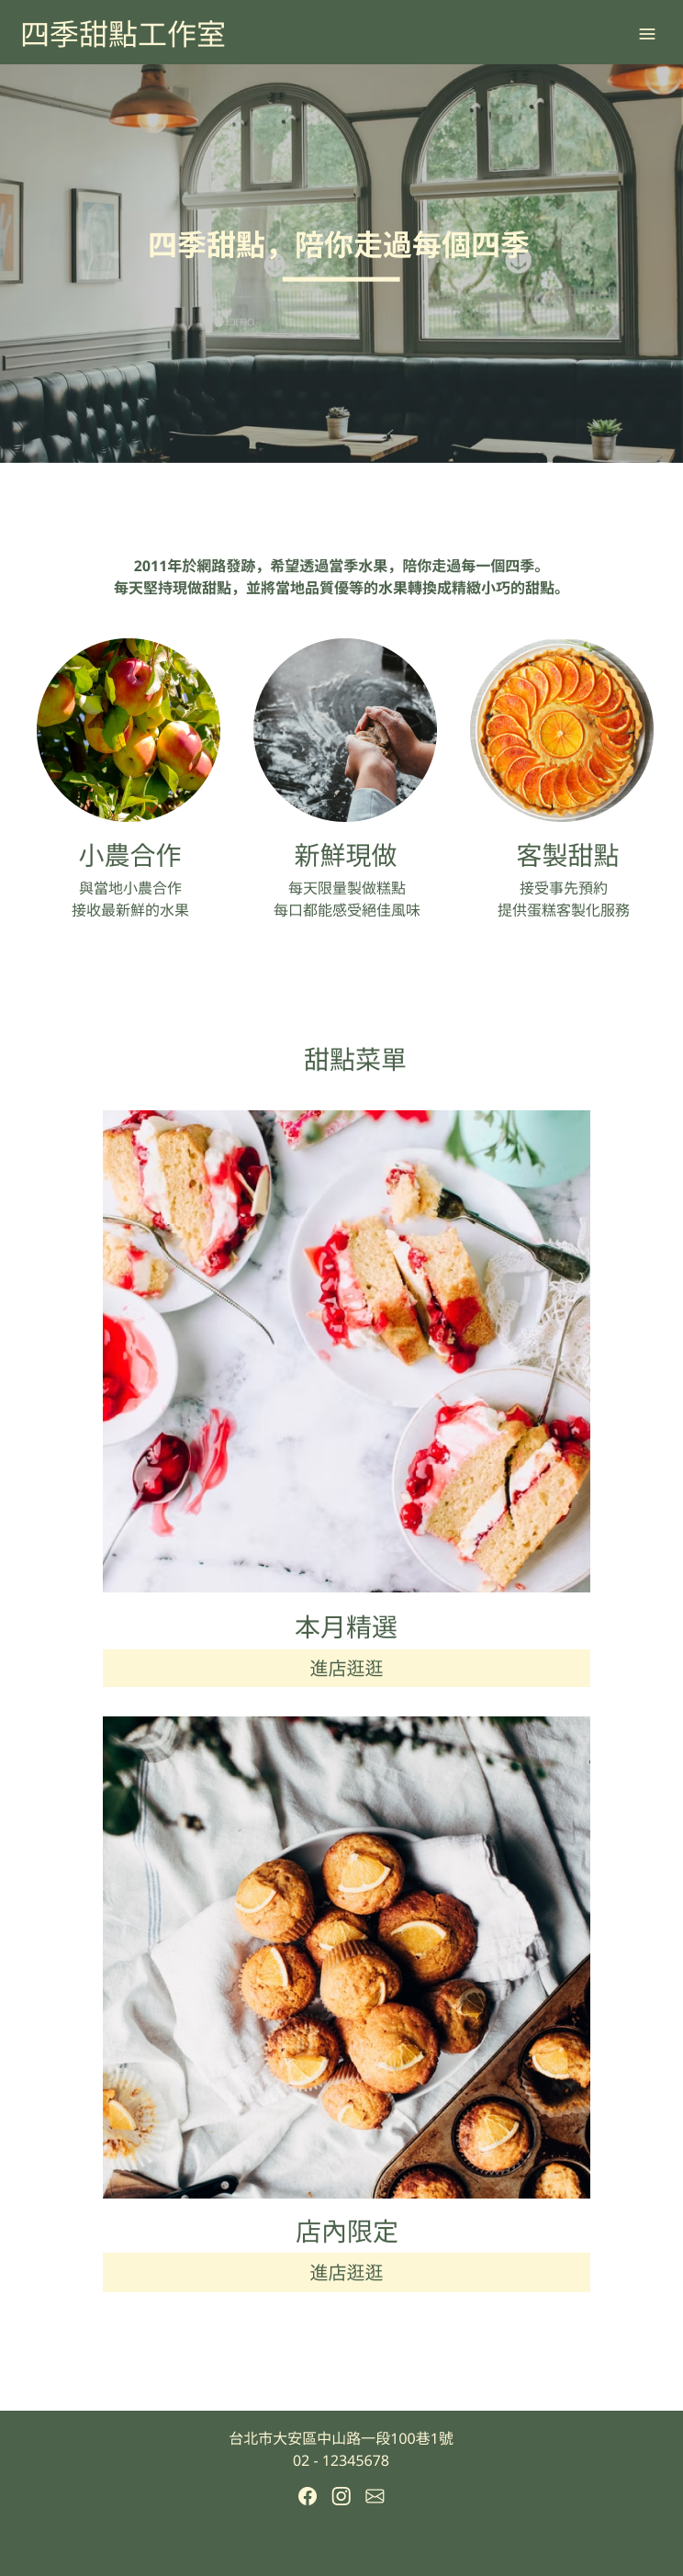 四季甜點工作室
四季甜點，陪你走過每個四季
2011年於網路發跡，希望透過當季水果，陪你走過每一個四季。
每天堅持現做甜點，並將當地品質優等的水果轉換成精緻小巧的甜點。
小農合作
與當地小農合作
接收最新鮮的水果
新鮮現做
每天限量製做糕點
每口都能感受絕佳風味
客製甜點
接受事先預約
提供蛋糕客製化服務
甜點菜單
本月精選
進店逛逛
店內限定
進店逛逛
台北市大安區中山路一段100巷1號
02 - 12345678